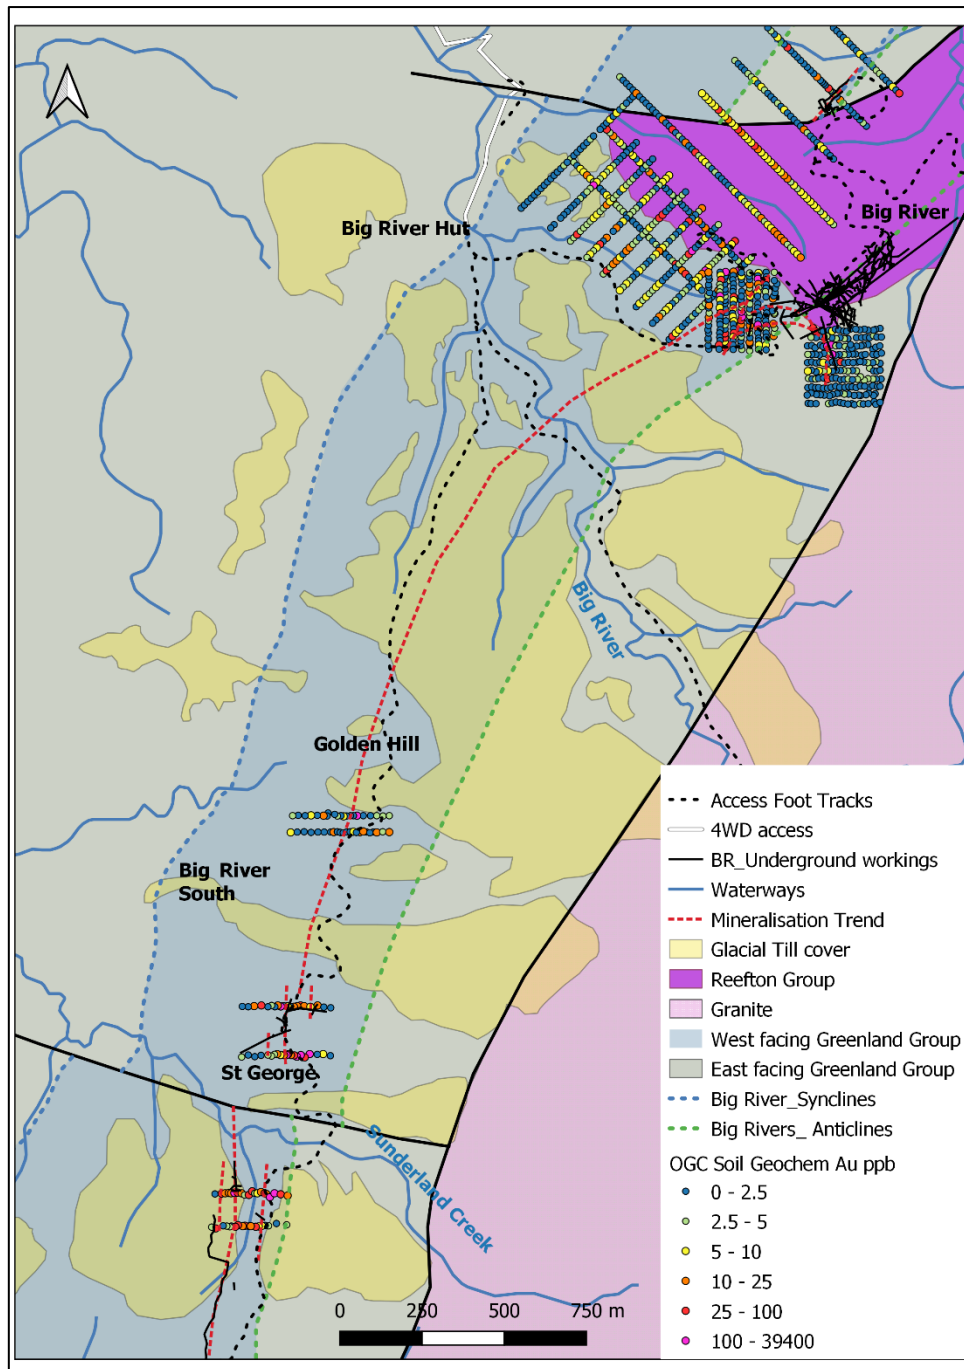 Big River Hut
Big River
Big River
Golden Hill
Big River
South
St George
Sunderland Creek
Access Foot Tracks
4WD access
BR_Underground workings
Waterways
Mineralisation Trend
Glacial Till cover
Reefton Group
Granite
West facing Greenland Group
East facing Greenland Group
Big River_Synclines
Big Rivers_ Anticlines
OGC Soil Geochem Au ppb
0 - 2.5
2.5 - 5
5 - 10
10 - 25
25 - 100
100 - 39400
0 250 500 750 m